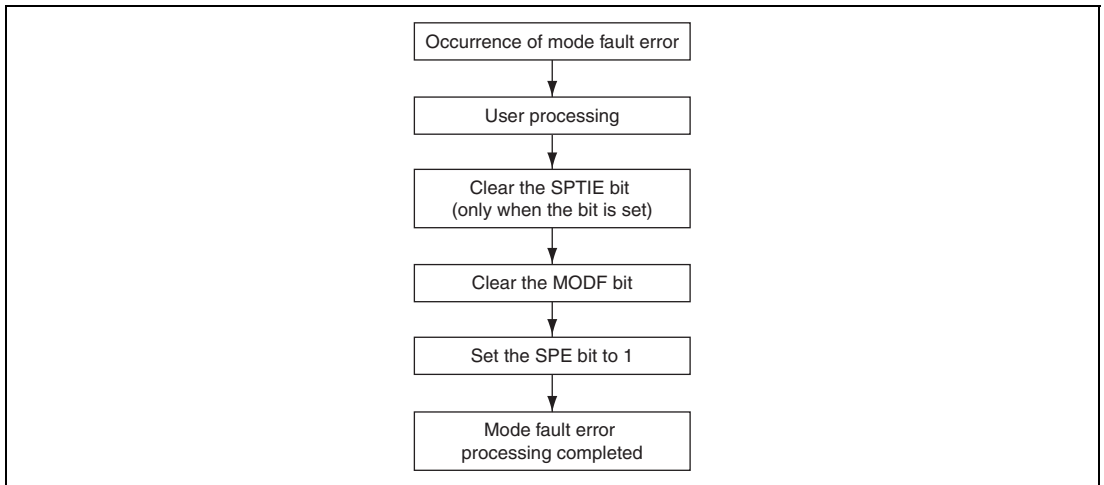 Occurrence of mode fault error
User processing
Clear the SPTIE bit
(only when the bit is set)
Clear the MODF bit
Set the SPE bit to 1
Mode fault error
processing completed